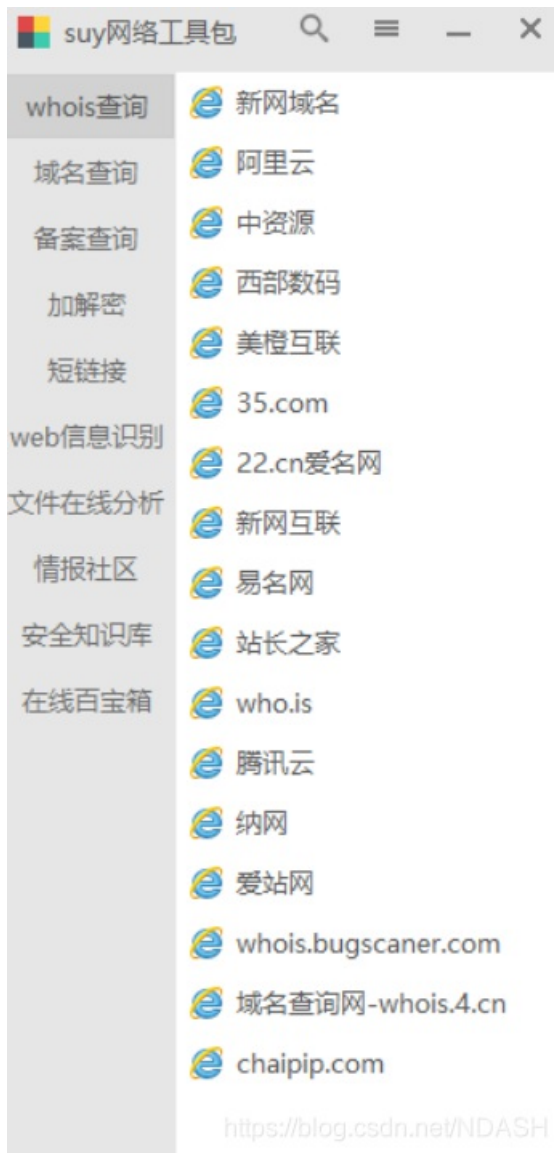 suy网络工具包
whois查询
域名查询
备案查询
加解密
短链接
web信息识别
文件在线分析
情报社区
安全知识库
在线百宝箱
新网域名
阿里云
中资源
西部数码
美橙互联
35.com
22.cn爱名网
新网互联
易名网
站长之家
who.is
腾讯云
纳网
爱站网
whois.bugscaner.com
域名查询网-whois.4.cn
chaipip.com
https://blog.csdn.net/NDASH